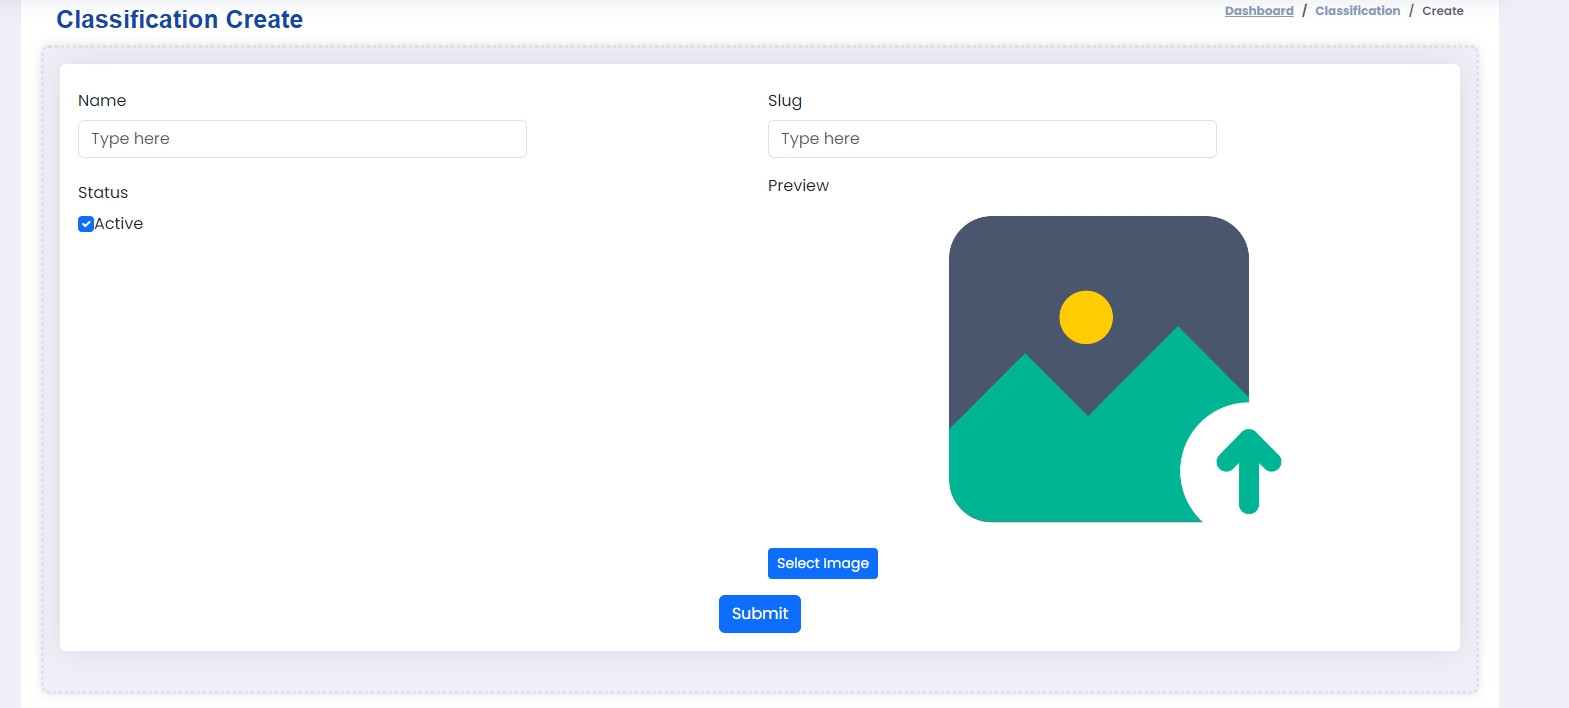 Classification Create
Dashboard / Classification / Create
Name
Type here
Slug
Type here
Status
Active
Preview
Select Image
Submit